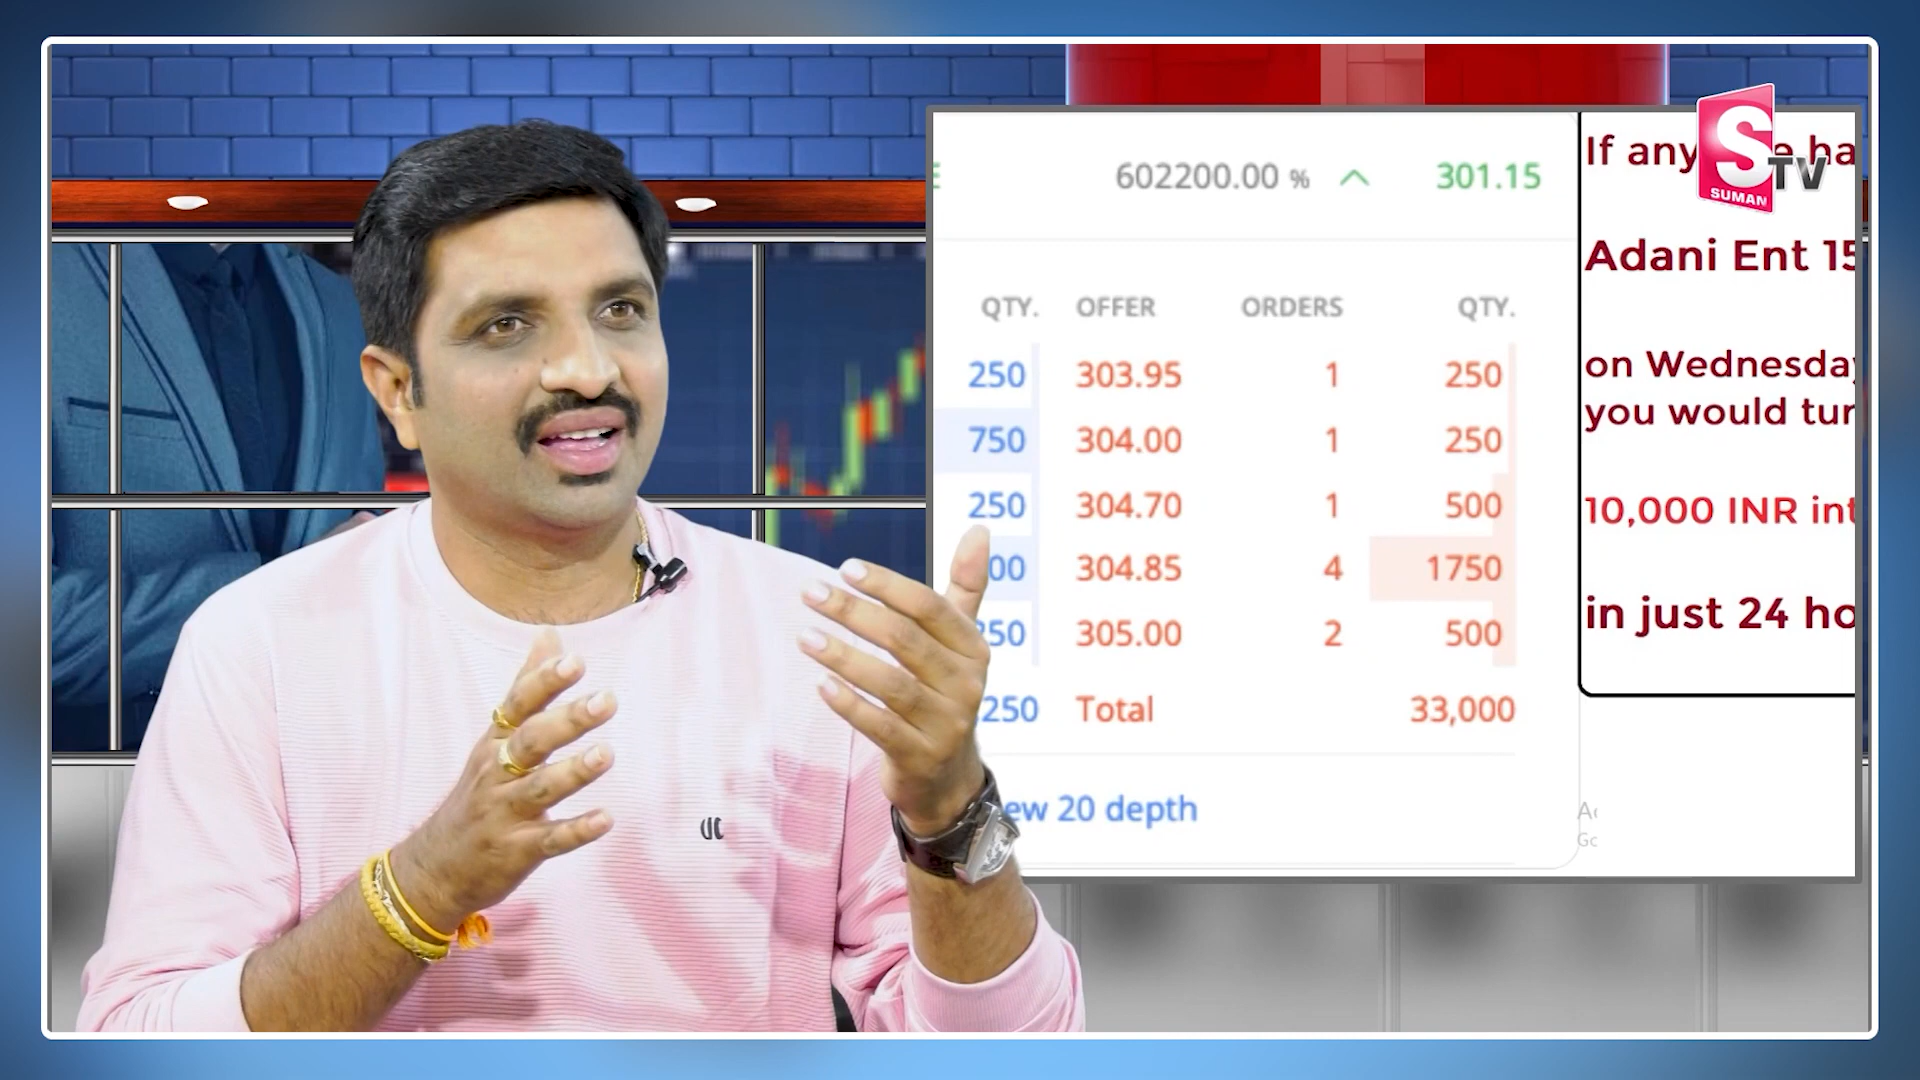 602200.00 % 301.15
QTY. OFFER ORDERS QTY.
250 303.95 1 250
750 304.00 1 250
250 304.70 1 500
304.85 4 1750
305.00 2 500
Total 33,000
20 depth
If any
Adani Ent
on Wednesday
you would
10,000 INR
in just 24
S TV
SUMAN
UC